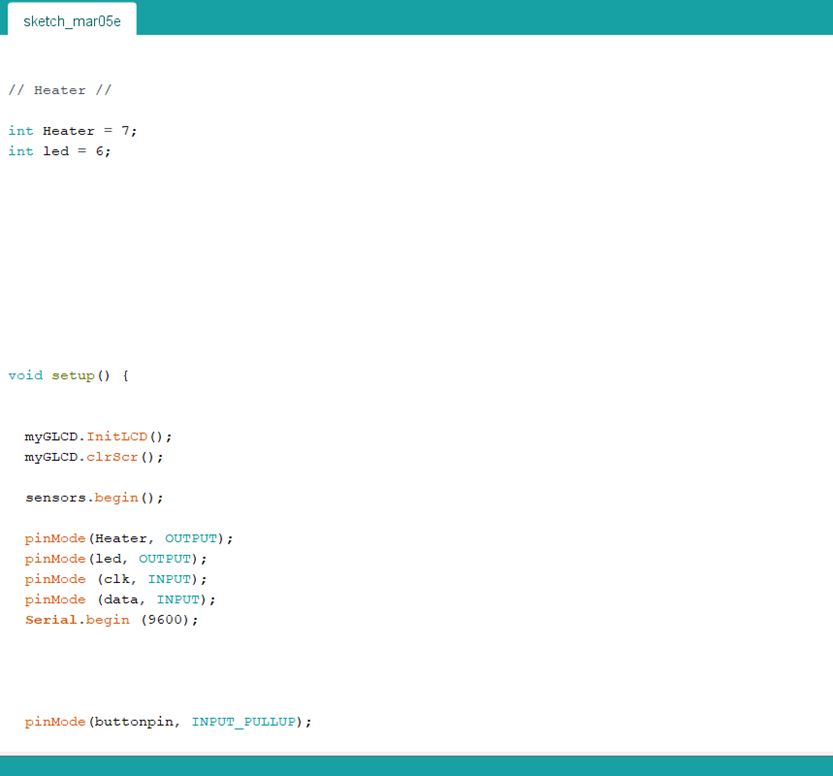 sketch_mar05e
// Heater //
int Heater = 7;
int led = 6;
void setup() {
myGLCD.InitLCD();
myGLCD.clrScr();
sensors.begin();
pinMode(Heater, OUTPUT);
pinMode(led, OUTPUT);
pinMode (clk, INPUT);
pinMode (data, INPUT);
Serial.begin (9600);
pinMode(buttonpin, INPUT_PULLUP);